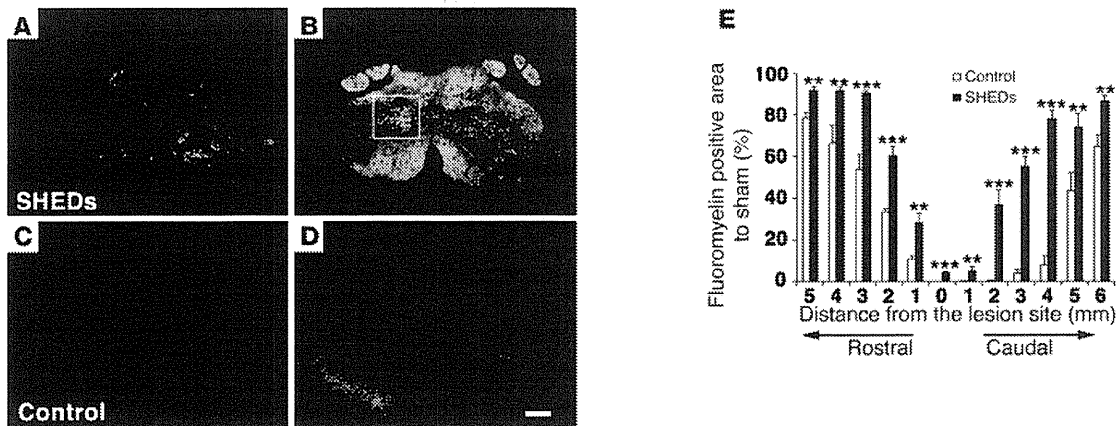 A
B
SHEDs
C
D
Control
E
Fluoromyelin positive area
to sham (%)
100
80
60
40
20
0
Control
SHEDs
** ** *** *** ** *** ** *** *** *** ** **
5 4 3 2 1 0 1 2 3 4 5 6
Distance from the lesion site (mm)
Rostral Caudal